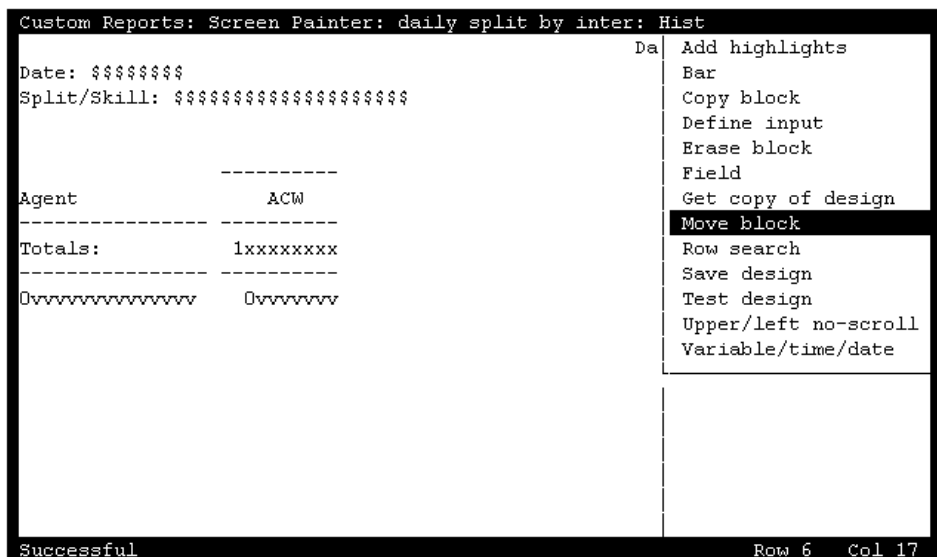 Custom Reports: Screen Painter: daily split by inter: Hist
Da
Date: $$$$$$$$
Split/Skill: $$$$$$$$$$$$$$$$$$$$
----------
Agent ACW
---------------- ----------
Totals: 1xxxxxxxx
---------------- ----------
0vvvvvvvvvvvvvv 0vvvvvvv
Add highlights
Bar
Copy block
Define input
Erase block
Field
Get copy of design
Move block
Row search
Save design
Test design
Upper/left no-scroll
Variable/time/date
Successful Row 6 Col 17